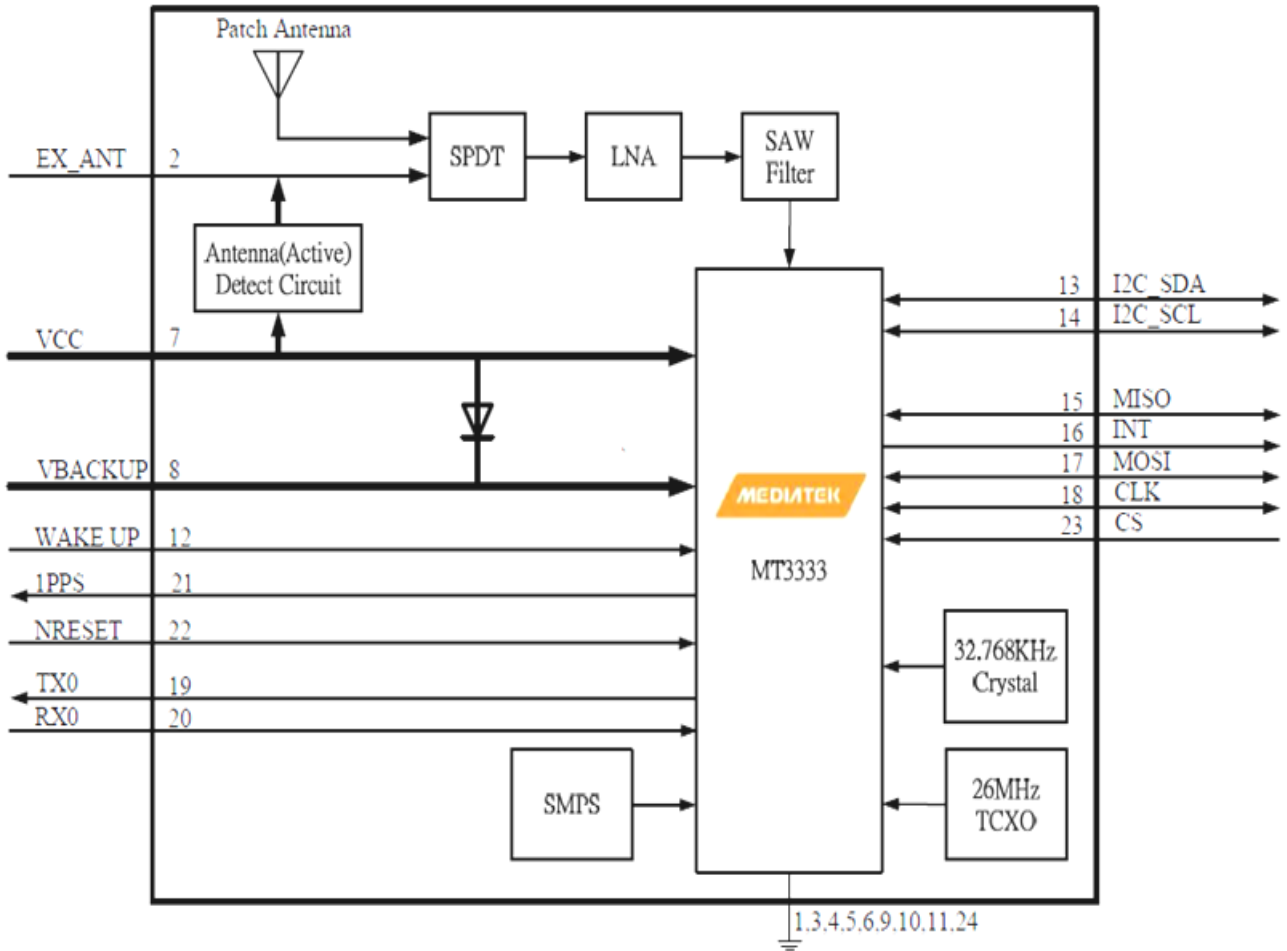 Patch Antenna
EX_ANT 2
SPDT
LNA
SAW
Filter
Antenna(Active)
Detect Circuit
VCC 7
VBACKUP 8
WAKE UP 12
1PPS 21
NRESET 22
TX0 19
RX0 20
SMPS
MEDIATEK
MT3333
13 I2C_SDA
14 I2C_SCL
15 MISO
16 INT
17 MOSI
18 CLK
23 CS
32.768KHz
Crystal
26MHz
TCXO
1.3.4.5.6.9.10.11.24